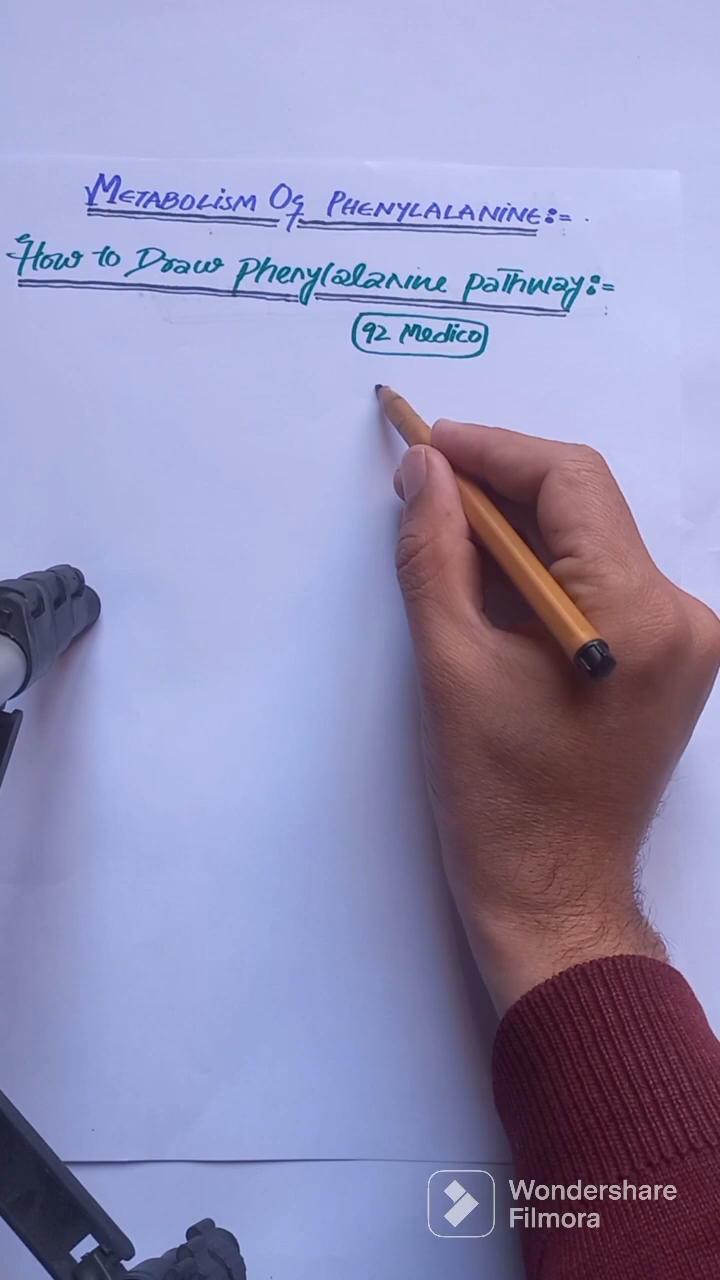 METABOLISM Of PHENYLALANINE:=
How to Draw Phenylalanine Pathway:=
92 Medico
Wondershare
Filmora